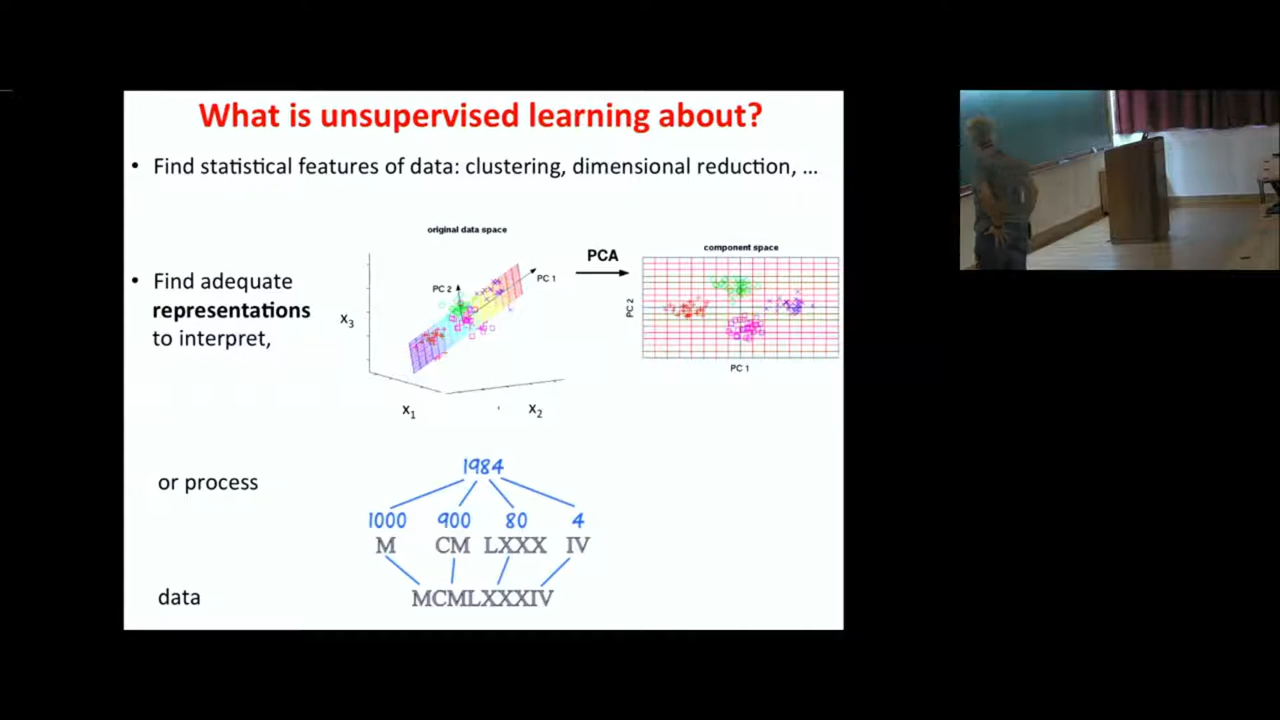 What is unsupervised learning about?
• Find statistical features of data: clustering, dimensional reduction, ...
• Find adequate
representations
to interpret,
original data space
PC 2
PC 1
x3
x1
x2
PCA
component space
PC 2
PC 1
or process
1984
1000 900 80 4
M CM LXXX IV
MCMLXXXIV
data